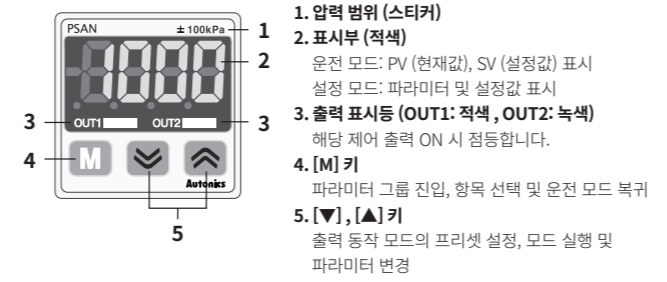 PSAN
± 100kPa
1
1000
2
3
OUT1
OUT2
3
4
M
Autonics
5
1. 압력 범위 (스티커)
2. 표시부 (적색)
운전 모드: PV (현재값), SV (설정값) 표시
설정 모드: 파라미터 및 설정값 표시
3. 출력 표시등 (OUT1: 적색 , OUT2: 녹색)
해당 제어 출력 ON 시 점등합니다.
4. [M] 키
파라미터 그룹 진입, 항목 선택 및 운전 모드 복귀
5. [▼] , [▲] 키
출력 동작 모드의 프리셋 설정, 모드 실행 및
파라미터 변경